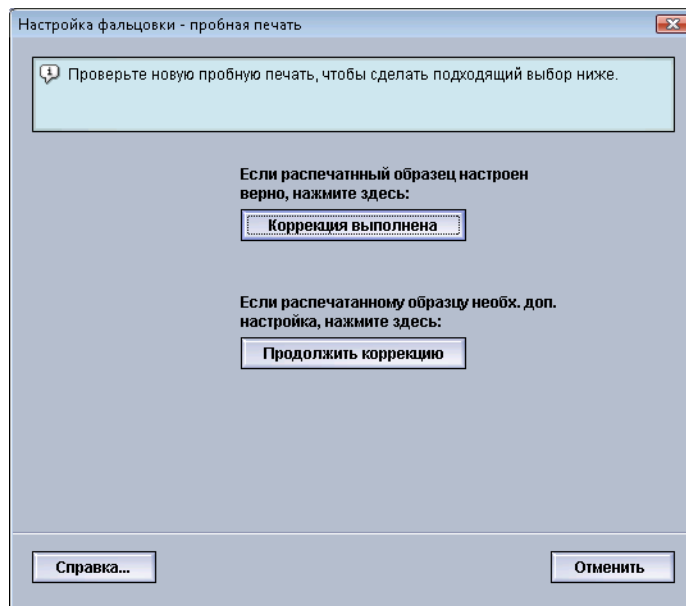 Настройка фальцовки - пробная печать
Проверьте новую пробную печать, чтобы сделать подходящий выбор ниже.
Если распечатнный образец настроен
верно, нажмите здесь:
Коррекция выполнена
Если распечатанному образцу необх. доп.
настройка, нажмите здесь:
Продолжить коррекцию
Справка...
Отменить